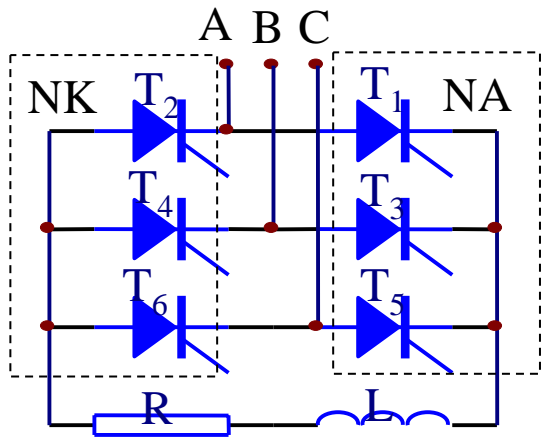 A B C
NK T₂ T₁ NA
T₄ T₃
T₆ T₅
R L